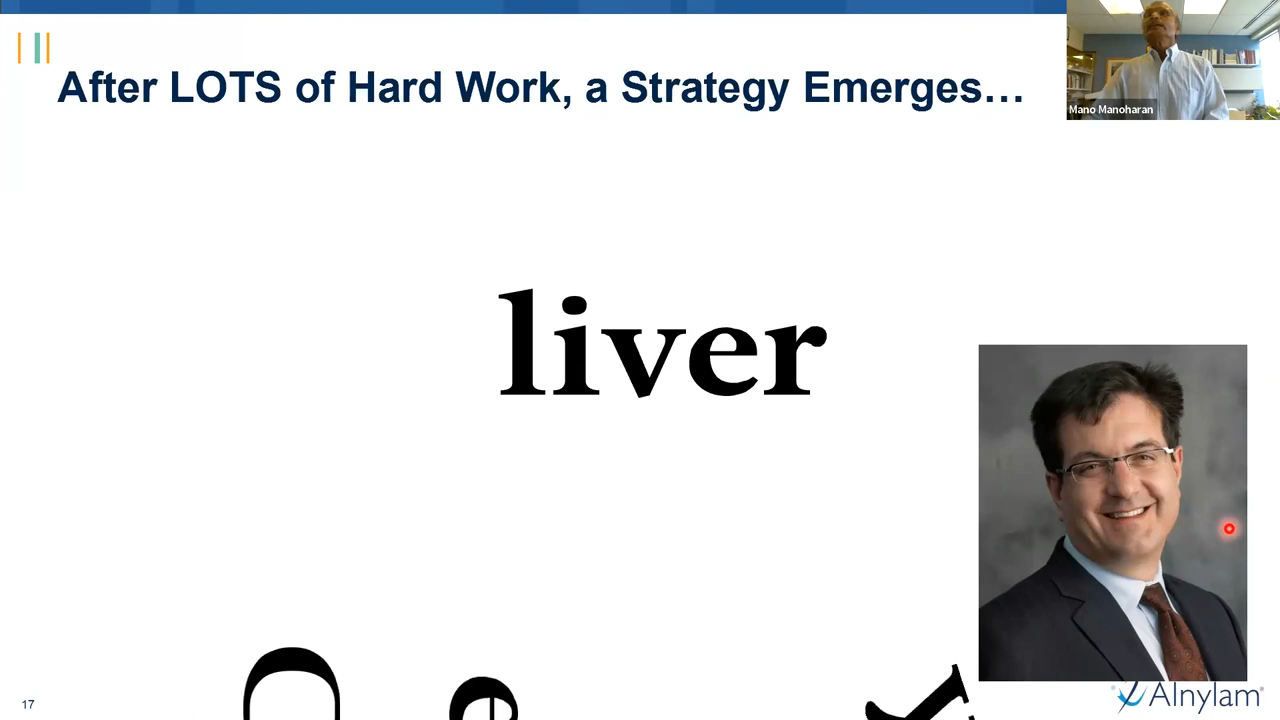 After LOTS of Hard Work, a Strategy Emerges…
Mano Manoharan
liver
17
Alnylam